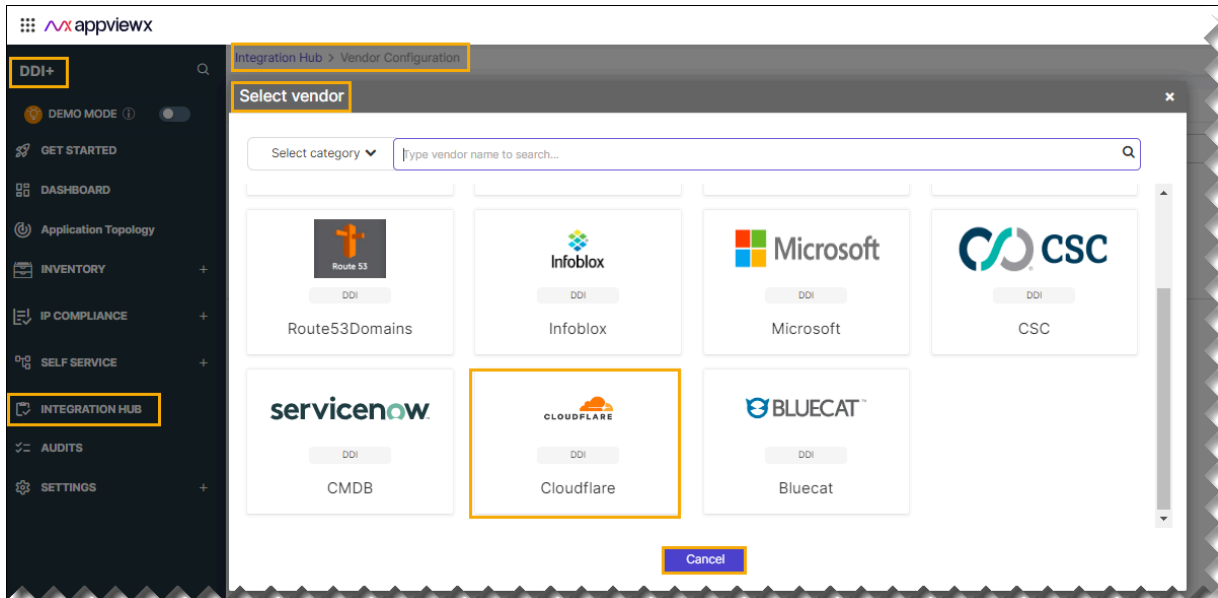 appviewx
DDI+
DEMO MODE
GET STARTED
DASHBOARD
Application Topology
INVENTORY +
IP COMPLIANCE +
SELF SERVICE +
INTEGRATION HUB
AUDITS
SETTINGS +
Integration Hub > Vendor Configuration
Select vendor ×
Select category Type vendor name to search...
Route 53
DDI
Route53Domains
Infoblox
DDI
Infoblox
Microsoft
DDI
Microsoft
CSC
DDI
CSC
servicenow
DDI
CMDB
CLOUDFLARE
DDI
Cloudflare
BLUECAT™
DDI
Bluecat
Cancel